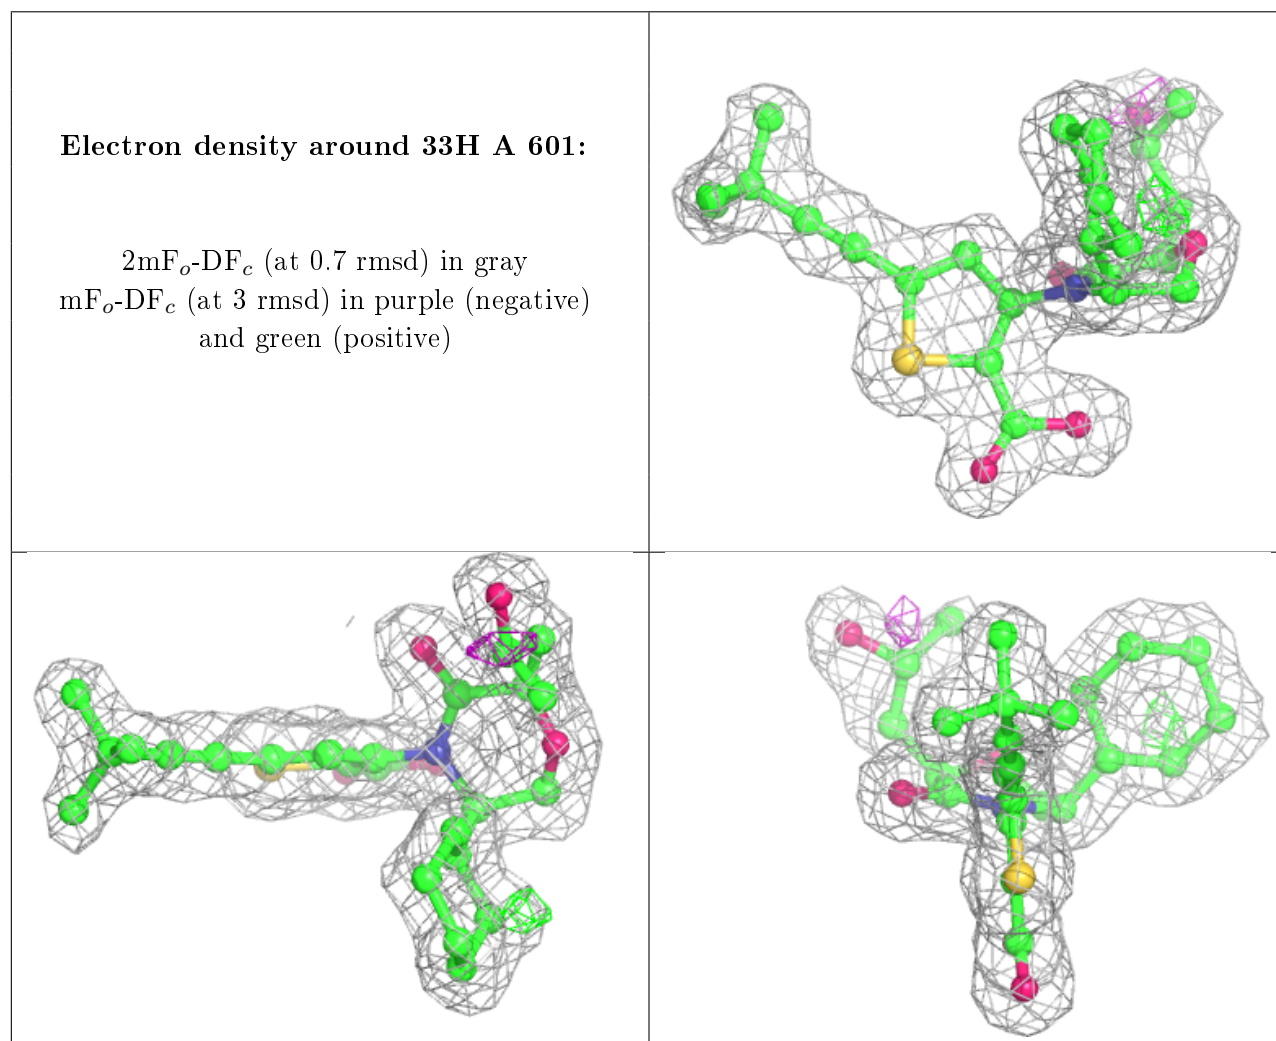 Electron density around 33H A 601:
2mFₒ-DF𝒸 (at 0.7 rmsd) in gray
mFₒ-DF𝒸 (at 3 rmsd) in purple (negative)
and green (positive)